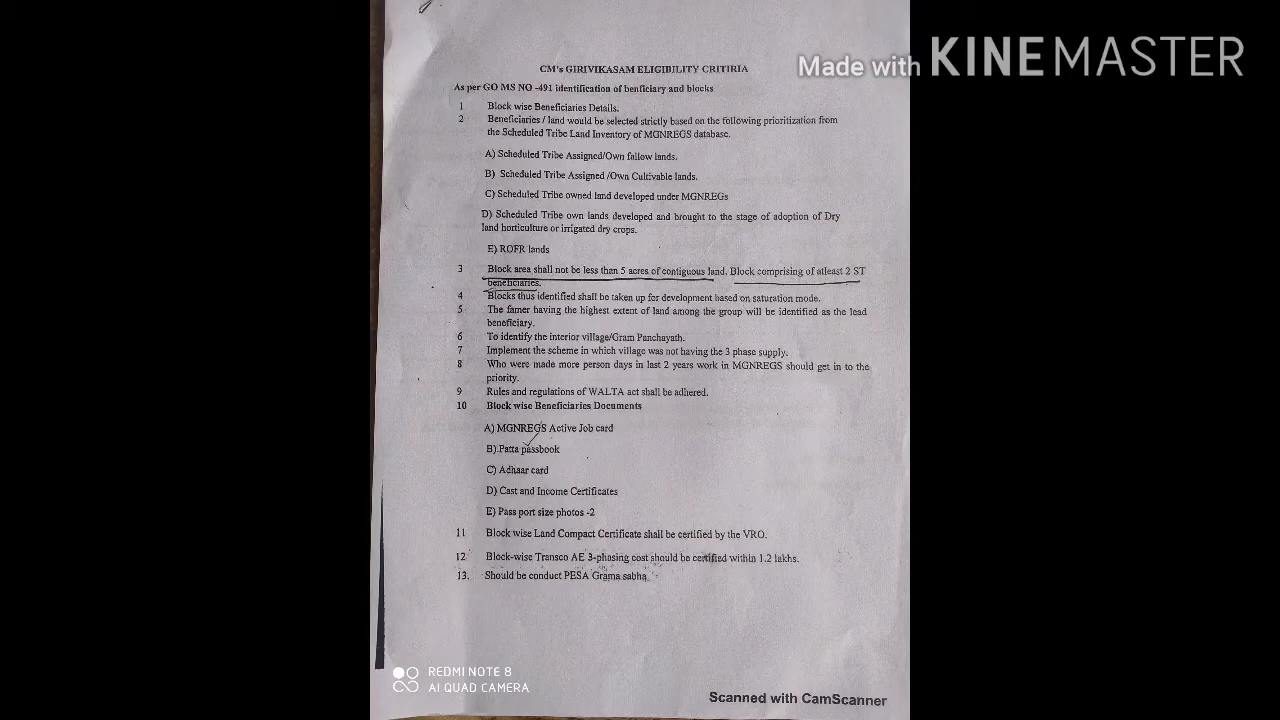 Made with KINEMASTER
CM's GIRIVIKASAM ELIGIBILITY CRITIRIA
As per GO MS NO -491 identification of benficiary and blocks
1 Block wise Beneficiaries Details.
2 Beneficiaries / land would be selected strictly based on the following prioritization from
the Scheduled Tribe Land Inventory of MGNREGS database.
A) Scheduled Tribe Assigned/Own fallow lands.
B) Scheduled Tribe Assigned /Own Cultivable lands.
C) Scheduled Tribe owned land developed under MGNREGs
D) Scheduled Tribe own lands developed and brought to the stage of adoption of Dry
land horticulture or irrigated dry crops.
E) ROFR lands
3 Block area shall not be less than 5 acres of contiguous land. Block comprising of atleast 2 ST
beneficiaries.
4 Blocks thus identified shall be taken up for development based on saturation mode.
5 The famer having the highest extent of land among the group will be identified as the lead
beneficiary.
6 To identify the interior village/Gram Panchayath.
7 Implement the scheme in which village was not having the 3 phase supply.
8 Who were made more person days in last 2 years work in MGNREGS should get in to the
priority.
9 Rules and regulations of WALTA act shall be adhered.
10 Block wise Beneficiaries Documents
A) MGNREGS Active Job card
B) Patta passbook
C) Adhaar card
D) Cast and Income Certificates
E) Pass port size photos -2
11 Block wise Land Compact Certificate shall be certified by the VRO.
12 Block-wise Transco AE 3-phasing cost should be certified within 1.2 lakhs.
13. Should be conduct PESA Grama sabha
REDMI NOTE 8
AI QUAD CAMERA
Scanned with CamScanner